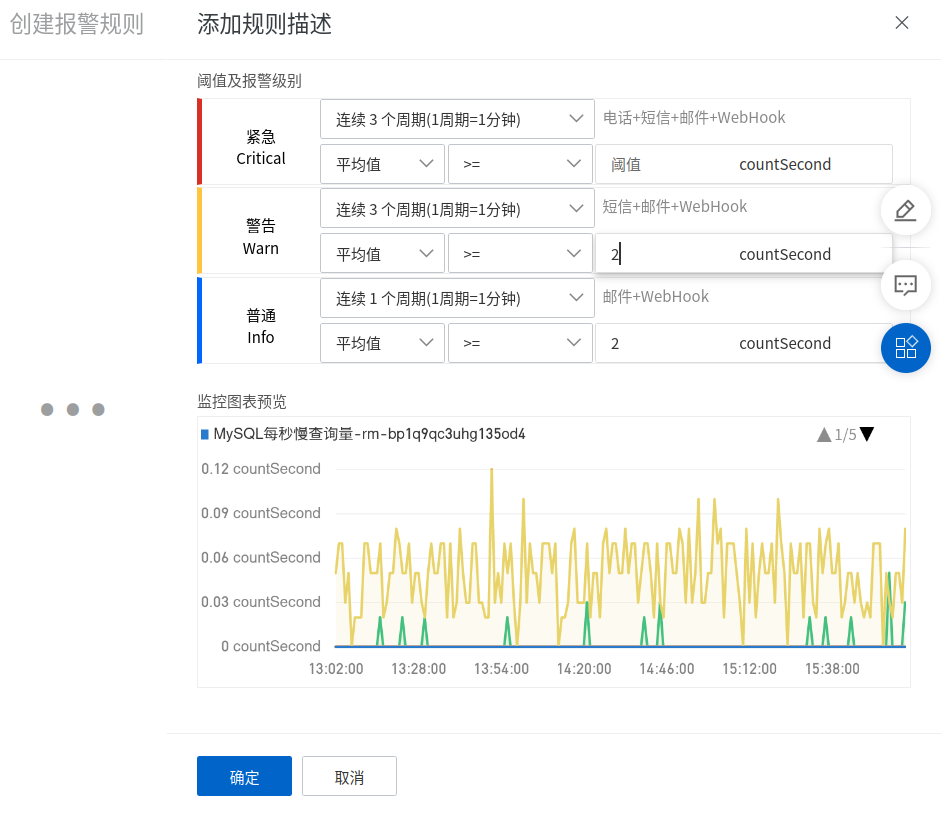 创建报警规则
添加规则描述
阈值及报警级别
紧急
Critical
连续 3 个周期(1周期=1分钟)
电话+短信+邮件+WebHook
平均值
>=
阈值
countSecond
警告
Warn
连续 3 个周期(1周期=1分钟)
短信+邮件+WebHook
平均值
>=
2
countSecond
普通
Info
连续 1 个周期(1周期=1分钟)
邮件+WebHook
平均值
>=
2
countSecond
监控图表预览
MySQL每秒慢查询量-rm-bp1q9qc3uhg135od4
1/5
0.12 countSecond
0.09 countSecond
0.06 countSecond
0.03 countSecond
0 countSecond
13:02:00 13:28:00 13:54:00 14:20:00 14:46:00 15:12:00 15:38:00
确定
取消